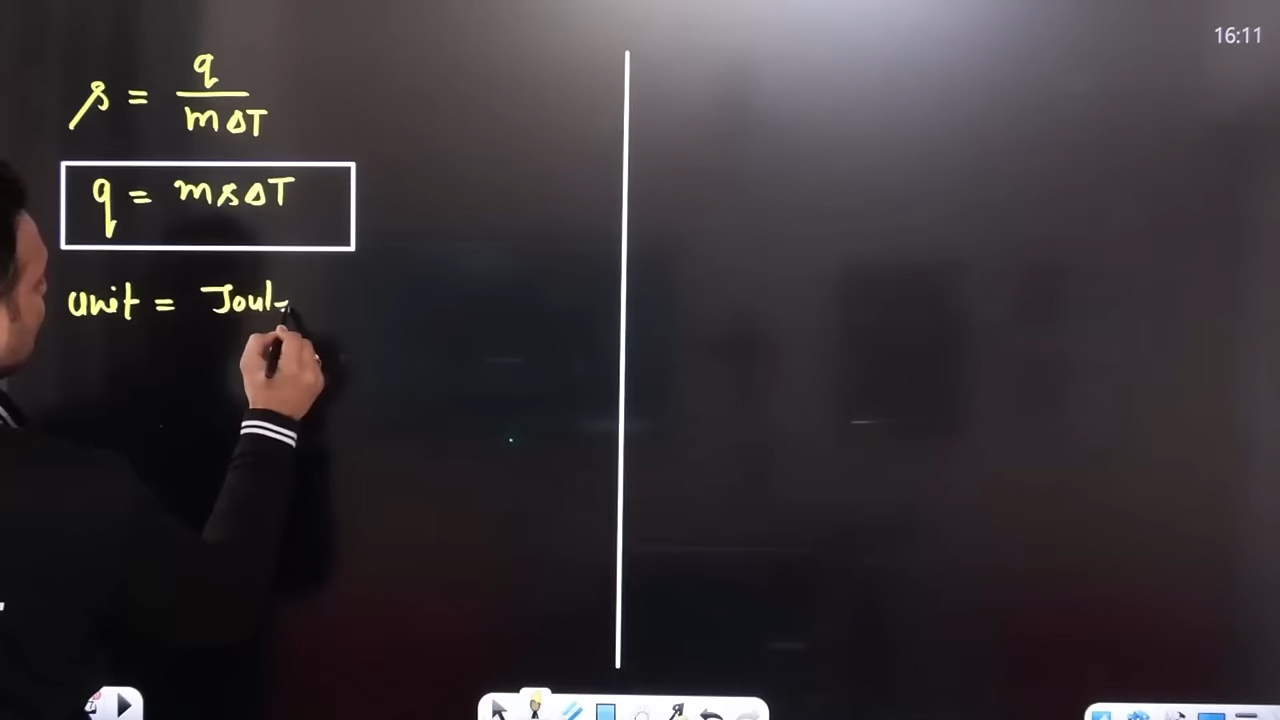 16:11
s = q / mΔT
q = msΔT
unit = Joul